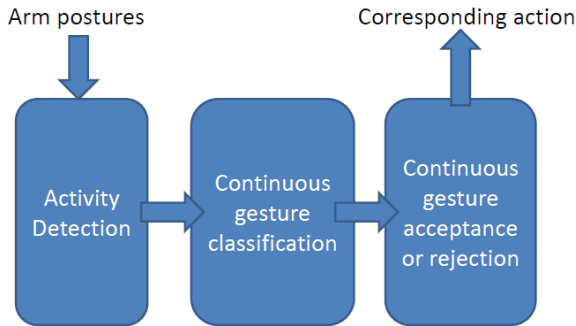 Arm postures
Corresponding action
Activity
Detection
Continuous
gesture
classification
Continuous
gesture
acceptance
or rejection